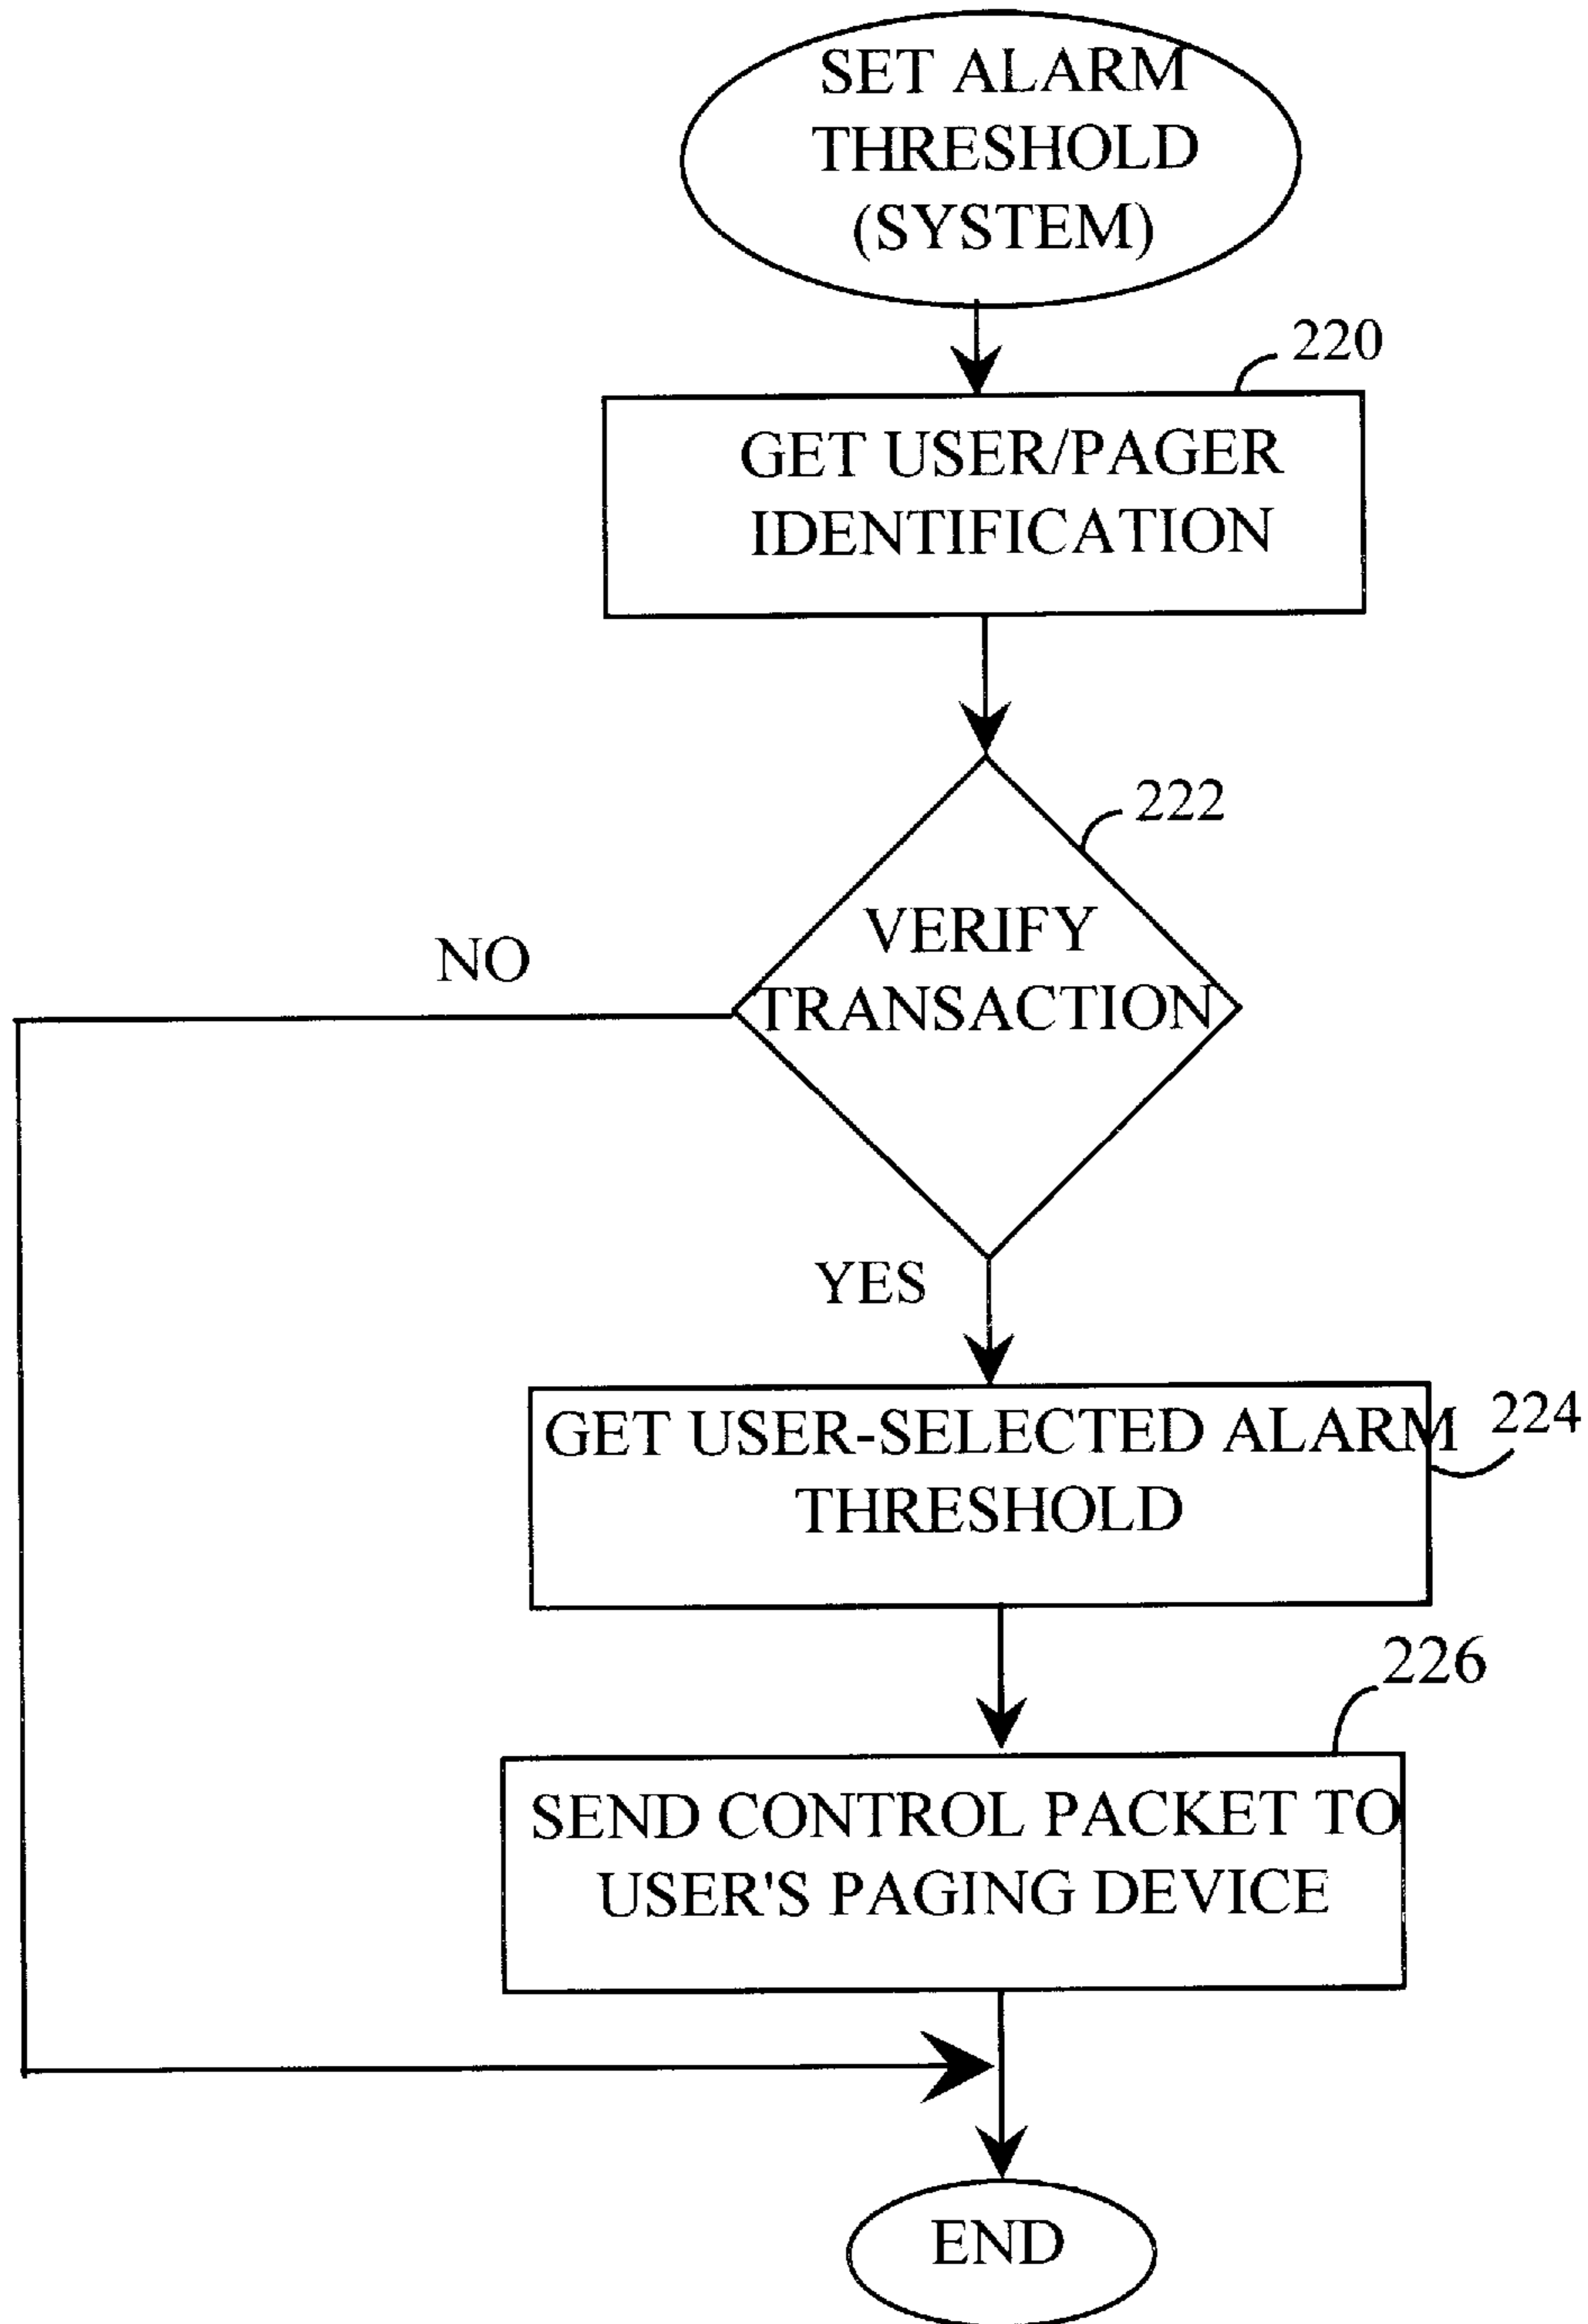 SET ALARM
THRESHOLD
(SYSTEM)
220
GET USER/PAGER
IDENTIFICATION
222
VERIFY
TRANSACTION
NO
YES
GET USER-SELECTED ALARM
THRESHOLD
224
226
SEND CONTROL PACKET TO
USER'S PAGING DEVICE
END